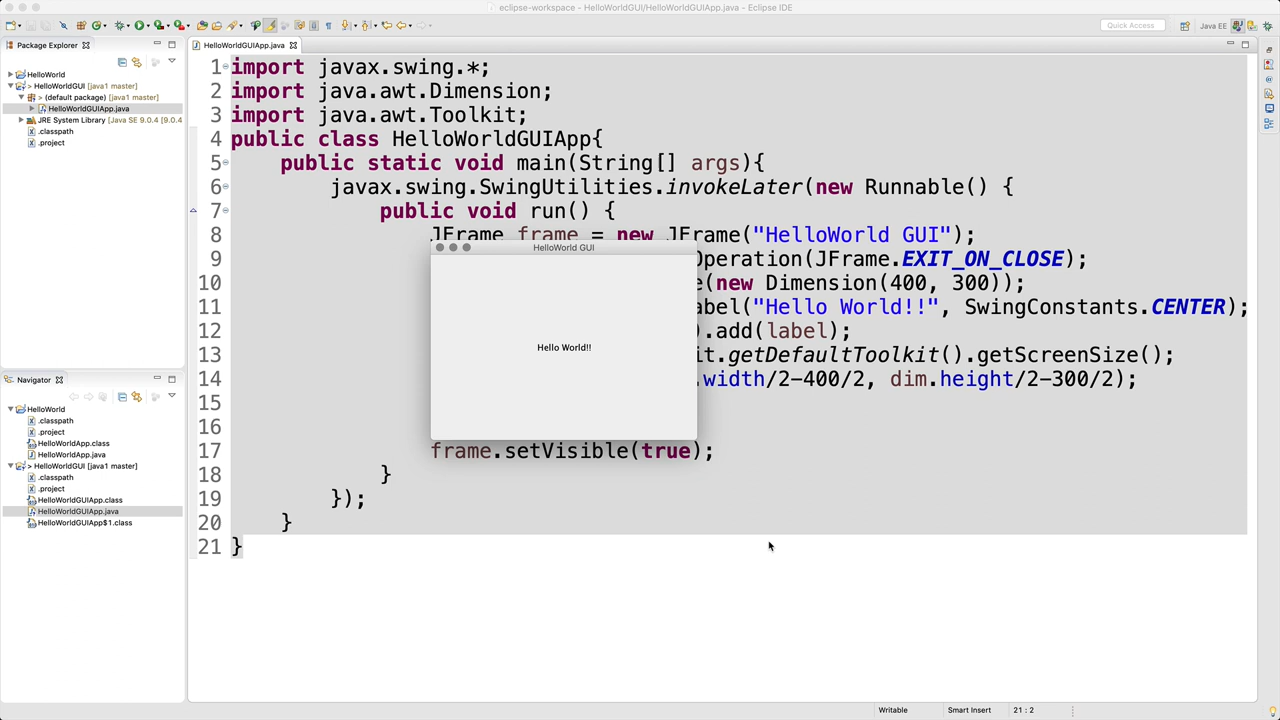 eclipse-workspace - HelloWorldGUI/HelloWorldGUIApp.java - Eclipse IDE
Quick Access
Java EE
Package Explorer
HelloWorld
> HelloWorldGUI [java1 master]
> (default package) [java1 master]
HelloWorldGUIApp.java
JRE System Library [Java SE 9.0.4 [9.0.4
.classpath
.project
Navigator
HelloWorld
.classpath
.project
HelloWorldApp.class
HelloWorldApp.java
> HelloWorldGUI [java1 master]
.classpath
.project
HelloWorldGUIApp.class
HelloWorldGUIApp.java
HelloWorldGUIApp$1.class
HelloWorldGUIApp.java
1 import javax.swing.*;
2 import java.awt.Dimension;
3 import java.awt.Toolkit;
4 public class HelloWorldGUIApp{
5 public static void main(String[] args){
6 javax.swing.SwingUtilities.invokeLater(new Runnable() {
7 public void run() {
8 JFrame frame = new JFrame("HelloWorld GUI");
9 Operation(JFrame.EXIT_ON_CLOSE);
10 e(new Dimension(400, 300));
11 abel("Hello World!!", SwingConstants.CENTER);
12 ).add(label);
13 it.getDefaultToolkit().getScreenSize();
14 .width/2-400/2, dim.height/2-300/2);
15
16
17 frame.setVisible(true);
18 }
19 });
20 }
21 }
HelloWorld GUI
Hello World!!
Writable
Smart Insert
21 : 2